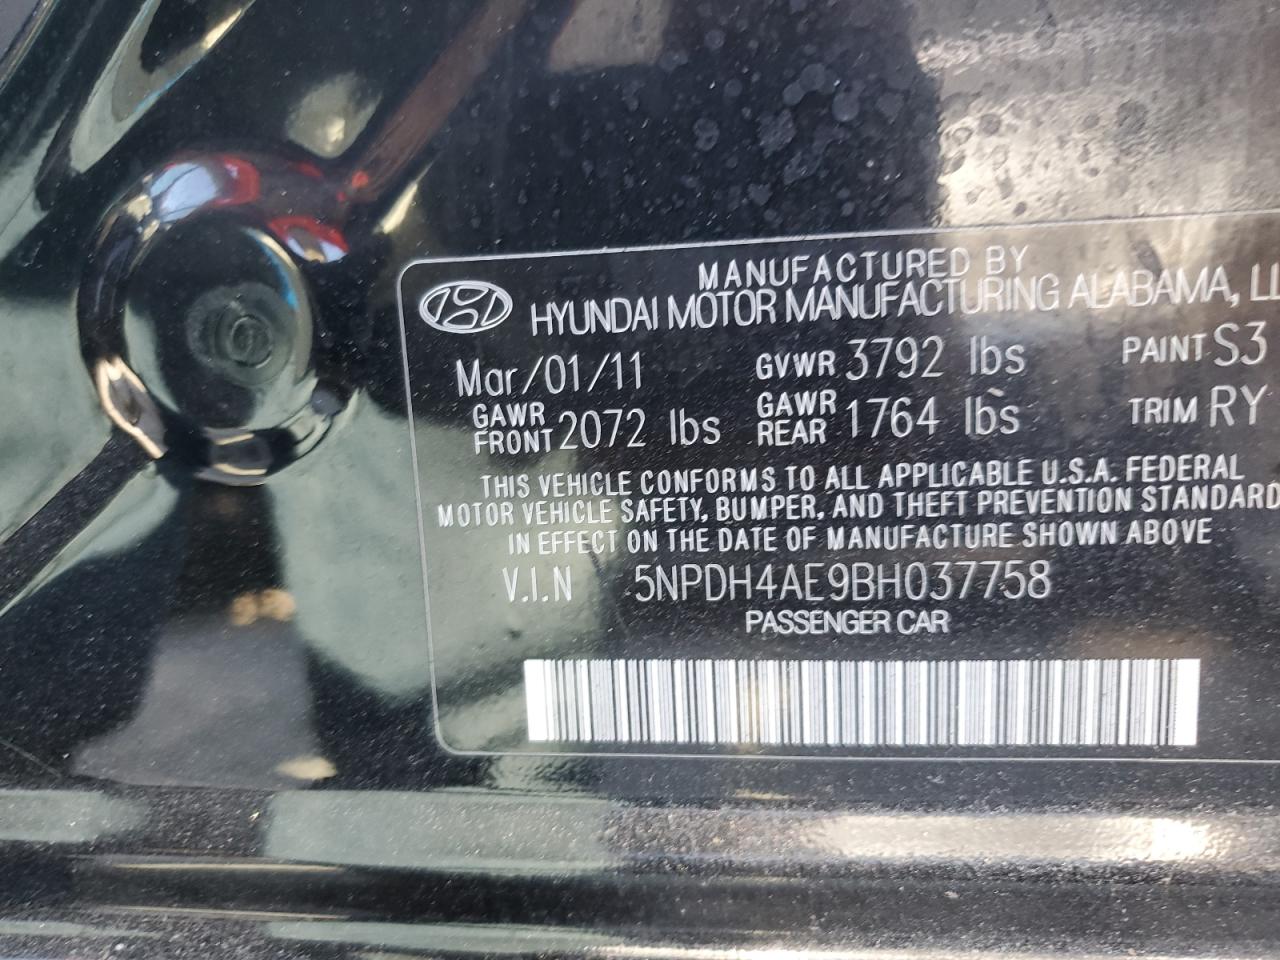 MANUFACTURED BY
HYUNDAI MOTOR MANUFACTURING ALABAMA,
Mar/01/11 GVWR 3792 lbs PAINT S3
GAWR FRONT 2072 lbs GAWR REAR 1764 lbs TRIM RY
THIS VEHICLE CONFORMS TO ALL APPLICABLE U.S.A. FEDERAL
MOTOR VEHICLE SAFETY, BUMPER, AND THEFT PREVENTION STANDARD
IN EFFECT ON THE DATE OF MANUFACTURE SHOWN ABOVE
V.I.N 5NPDH4AE9BH037758
PASSENGER CAR